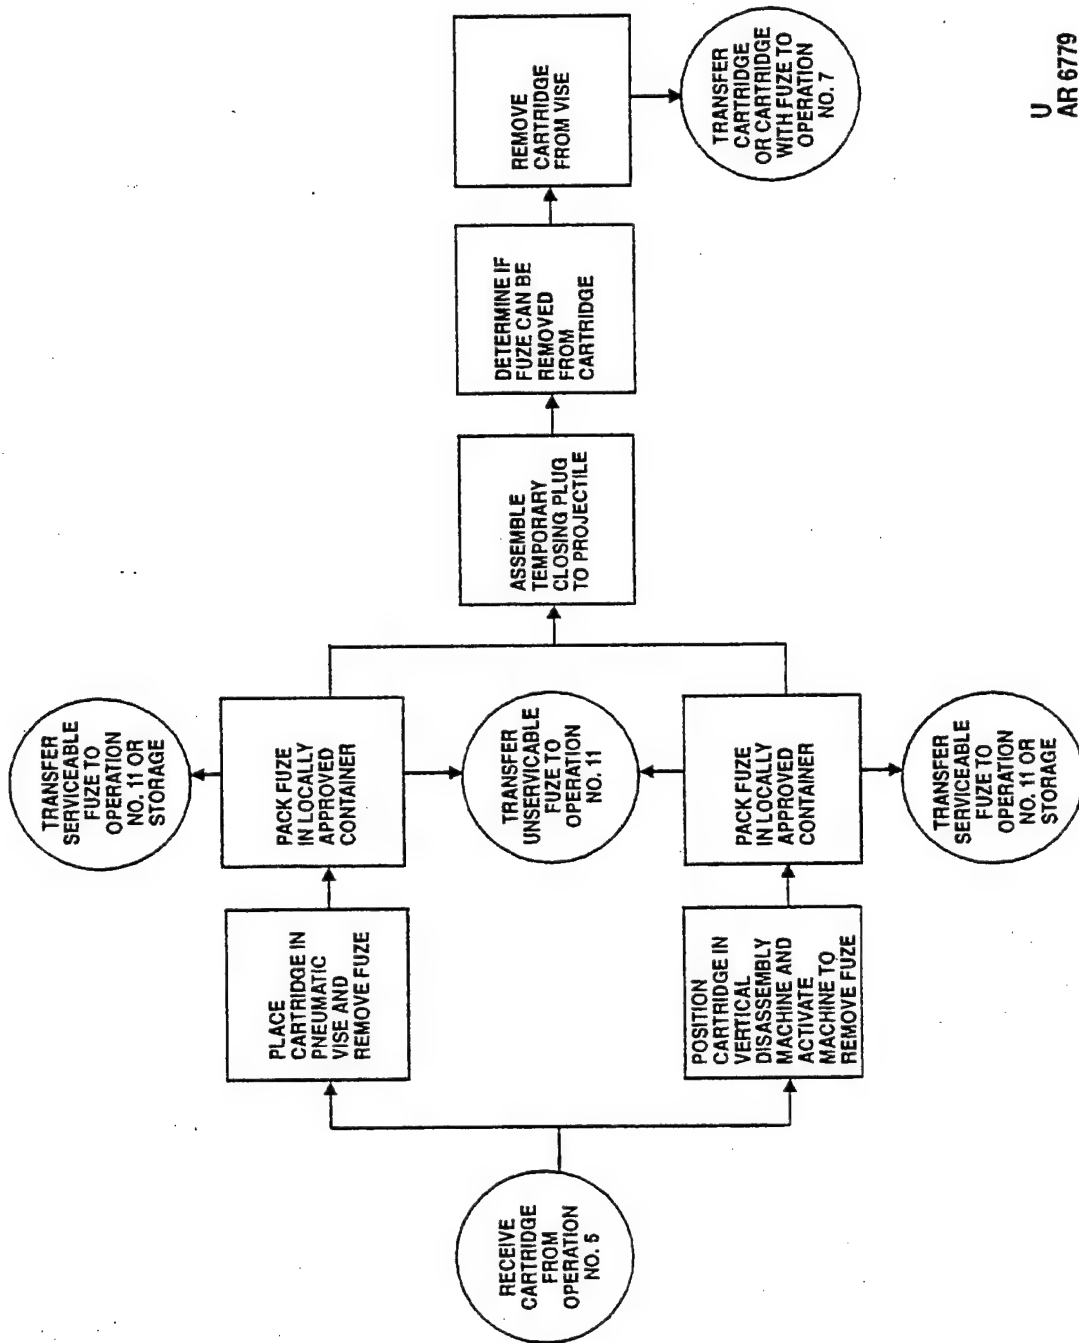 RECEIVE
CARTRIDGE
FROM
OPERATION
NO. 5
PLACE
CARTRIDGE IN
PNEUMATIC
VISE AND
REMOVE FUZE
POSITION
CARTRIDGE IN
VERTICAL
DISASSEMBLY
MACHINE AND
ACTIVATE
MACHINE TO
REMOVE FUZE
TRANSFER
SERVICEABLE
FUZE TO
OPERATION
NO. 11 OR
STORAGE
PACK FUZE
IN LOCALLY
APPROVED
CONTAINER
TRANSFER
UNSERVICABLE
FUZE TO
OPERATION
NO. 11
PACK FUZE
IN LOCALLY
APPROVED
CONTAINER
TRANSFER
SERVICEABLE
FUZE TO
OPERATION
NO. 11 OR
STORAGE
ASSEMBLE
TEMPORARY
CLOSING PLUG
TO PROJECTILE
DETERMINE IF
FUZE CAN BE
REMOVED
FROM
CARTRIDGE
REMOVE
CARTRIDGE
FROM VISE
TRANSFER
CARTRIDGE
OR CARTRIDGE
WITH FUZE TO
OPERATION
NO. 7
U
AR 6779